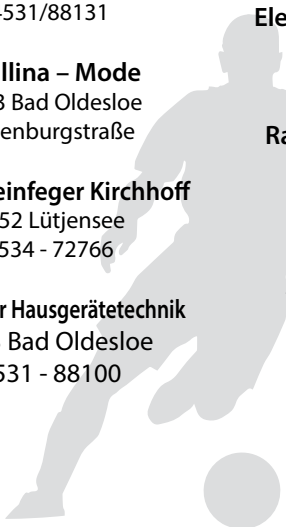 4531/88131
Ele
llina – Mode
3 Bad Oldesloe
enburgstraße
Ra
einfeger Kirchhoff
52 Lütjensee
534 - 72766
r Hausgerätetechnik
Bad Oldesloe
531 - 88100